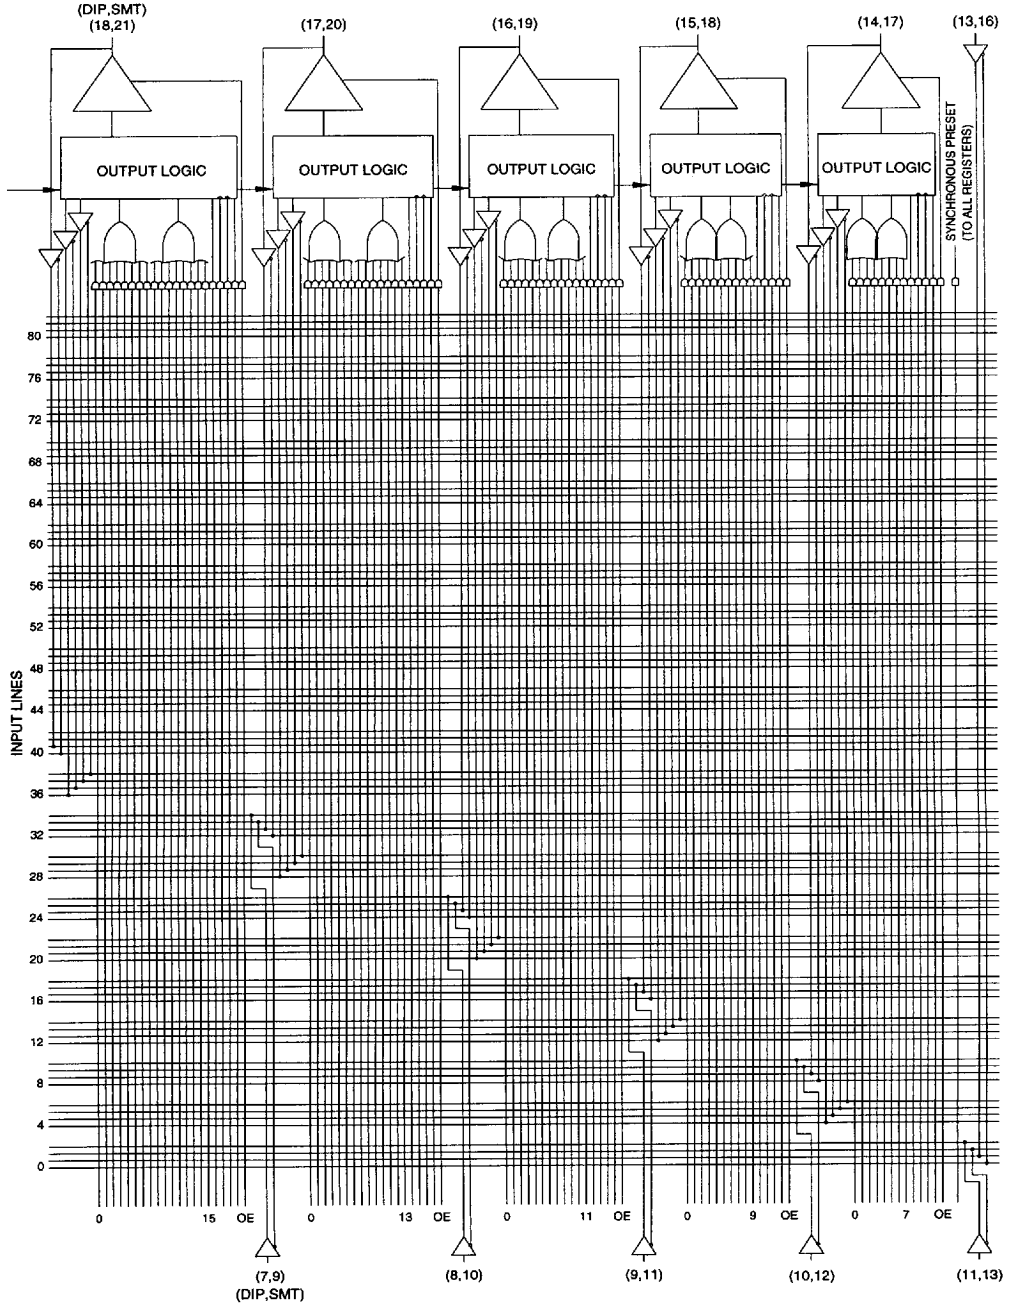 (DIP,SMT)
(18,21)
(17,20)
(16,19)
(15,18)
(14,17)
(13,16)
OUTPUT LOGIC
OUTPUT LOGIC
OUTPUT LOGIC
OUTPUT LOGIC
OUTPUT LOGIC
SYNCHRONOUS PRESET
(TO ALL REGISTERS)
80
76
72
68
64
60
56
52
48
44
INPUT LINES
40
36
32
28
24
20
16
12
8
4
0
0 15 OE 0 13 OE 0 11 OE 0 9 OE 0 7 OE
(7,9)
(DIP,SMT)
(8,10)
(9,11)
(10,12)
(11,13)